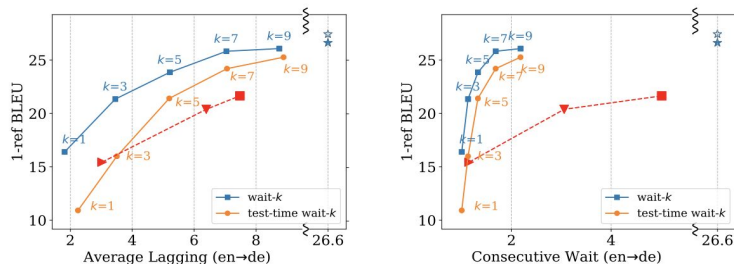 1-ref BLEU
25
20
15
10
k=1
k=3
k=5
k=7
k=9
k=1
k=3
k=5
k=7
k=9
wait-k
test-time wait-k
2
4
6
8
26.6
Average Lagging (en→de)
1-ref BLEU
25
20
15
10
k=1
k=3
k=5
k=7
k=9
k=1
k=3
k=5
k=7
k=9
wait-k
test-time wait-k
2
4
26.6
Consecutive Wait (en→de)